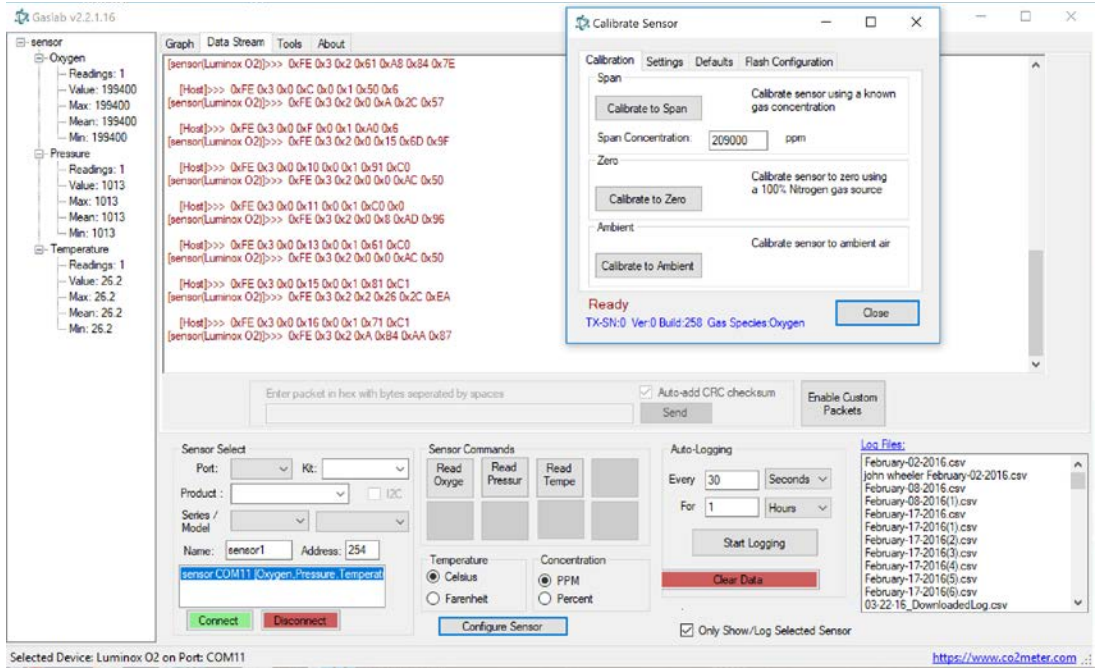 Gaslab v2.2.1.16
sensor
Oxygen
Readings: 1
Value: 199400
Max: 199400
Mean: 199400
Min: 199400
Pressure
Readings: 1
Value: 1013
Max: 1013
Mean: 1013
Min: 1013
Temperature
Readings: 1
Value: 26.2
Max: 26.2
Mean: 26.2
Min: 26.2
Graph Data Stream Tools About
[sensor(Luminox O2)]>>> 0xFE 0x3 0x2 0x61 0xA8 0x84 0x7E
[Host]>>> 0xFE 0x3 0x0 0xC 0x0 0x1 0x50 0x6
[sensor(Luminox O2)]>>> 0xFE 0x3 0x2 0x0 0xA 0x2C 0x57
[Host]>>> 0xFE 0x3 0x0 0xF 0x0 0x1 0xA0 0x6
[sensor(Luminox O2)]>>> 0xFE 0x3 0x2 0x0 0x15 0x6D 0x9F
[Host]>>> 0xFE 0x3 0x0 0x10 0x0 0x1 0x91 0xC0
[sensor(Luminox O2)]>>> 0xFE 0x3 0x2 0x0 0x0 0xAC 0x50
[Host]>>> 0xFE 0x3 0x0 0x11 0x0 0x1 0xC0 0x0
[sensor(Luminox O2)]>>> 0xFE 0x3 0x2 0x0 0x8 0xAD 0x96
[Host]>>> 0xFE 0x3 0x0 0x13 0x0 0x1 0x61 0xC0
[sensor(Luminox O2)]>>> 0xFE 0x3 0x2 0x0 0x0 0xAC 0x50
[Host]>>> 0xFE 0x3 0x0 0x15 0x0 0x1 0x81 0xC1
[sensor(Luminox O2)]>>> 0xFE 0x3 0x2 0x2 0x26 0x2C 0xEA
[Host]>>> 0xFE 0x3 0x0 0x16 0x0 0x1 0x71 0xC1
[sensor(Luminox O2)]>>> 0xFE 0x3 0x2 0xA 0xB4 0xAA 0x87
Calibrate Sensor
Calibration Settings Defaults Flash Configuration
Span
Calibrate to Span
Calibrate sensor using a known
gas concentration
Span Concentration: 209000 ppm
Zero
Calibrate to Zero
Calibrate sensor to zero using
a 100% Nitrogen gas source
Ambient
Calibrate to Ambient
Calibrate sensor to ambient air
Ready
TX-SN:0 Ver:0 Build:258 Gas Species:Oxygen
Close
Enter packet in hex with bytes seperated by spaces
Auto-add CRC checksum
Send
Enable Custom
Packets
Sensor Select
Port: Kit:
Product : I2C
Series /
Model
Name: sensor1 Address: 254
sensor COM11 [Oxygen,Pressure,Temperat
Connect Disconnect
Sensor Commands
Read
Oxyge
Read
Pressur
Read
Tempe
Temperature
Celsius
Farenheit
Concentration
PPM
Percent
Configure Sensor
Auto-Logging
Every 30 Seconds
For 1 Hours
Start Logging
Clear Data
Only Show/Log Selected Sensor
Log Files:
February-02-2016.csv
john wheeler February-02-2016.csv
February-08-2016.csv
February-08-2016(1).csv
February-17-2016.csv
February-17-2016(1).csv
February-17-2016(2).csv
February-17-2016(3).csv
February-17-2016(4).csv
February-17-2016(5).csv
February-17-2016(6).csv
03-22-16_DownloadedLog.csv
Selected Device: Luminox O2 on Port: COM11
https://www.co2meter.com